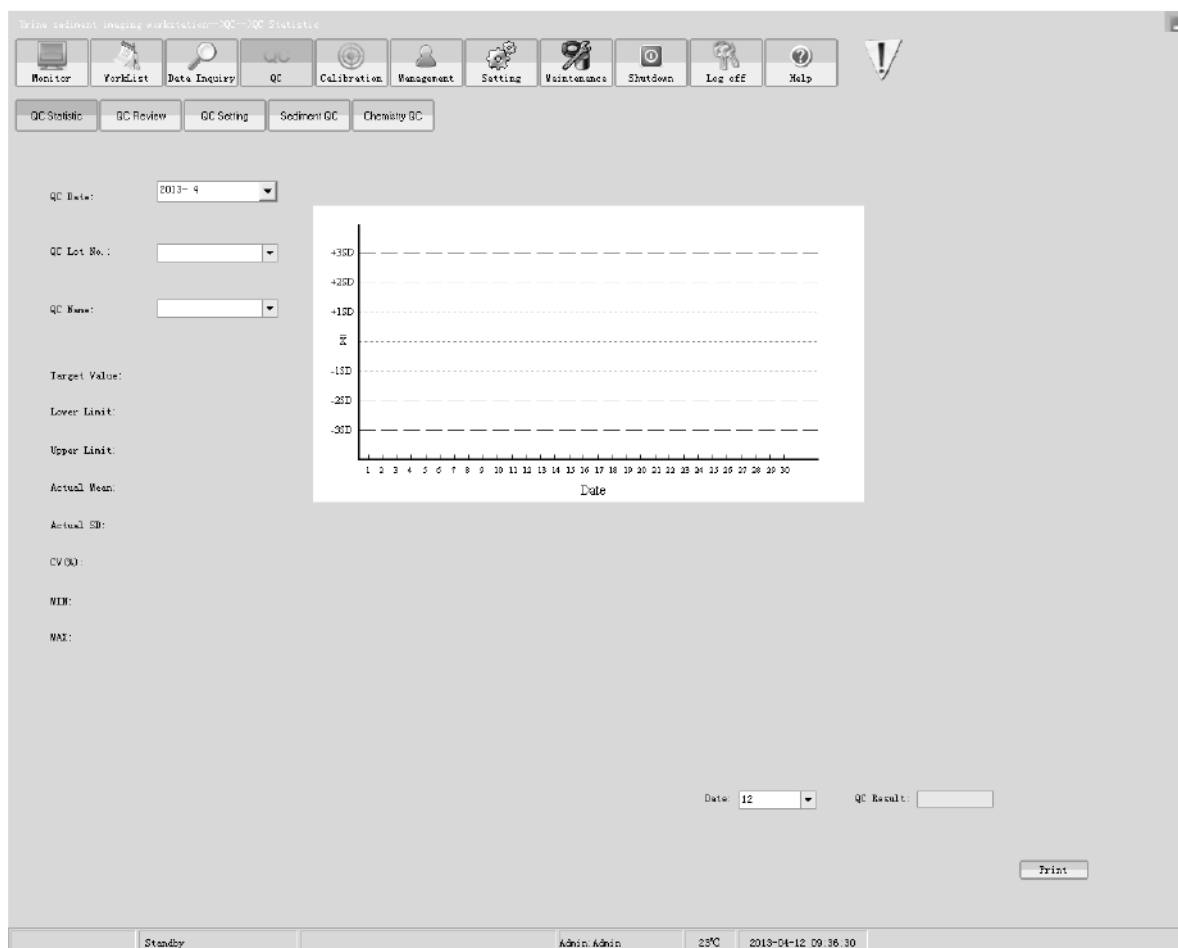 Urine sediment imaging workstation-->QC-->QC Statistic
Monitor WorkList Data Inquiry QC Calibration Management Setting Maintenance Shutdown Log off Help
QC Statistic QC Review QC Setting Sediment QC Chemistry QC
QC Date: 2013- 4
QC Lot No.:
QC Name:
Target Value:
Lower Limit:
Upper Limit:
Actual Mean:
Actual SD:
CV(%):
MIN:
MAX:
+3SD
+2SD
+1SD
X̅
-1SD
-2SD
-3SD
1 2 3 4 5 6 7 8 9 10 11 12 13 14 15 16 17 18 19 20 21 22 23 24 25 26 27 28 29 30
Date
Date: 12 QC Result:
Print
Standby Admin:Admin 23℃ 2013-04-12 09:36:30